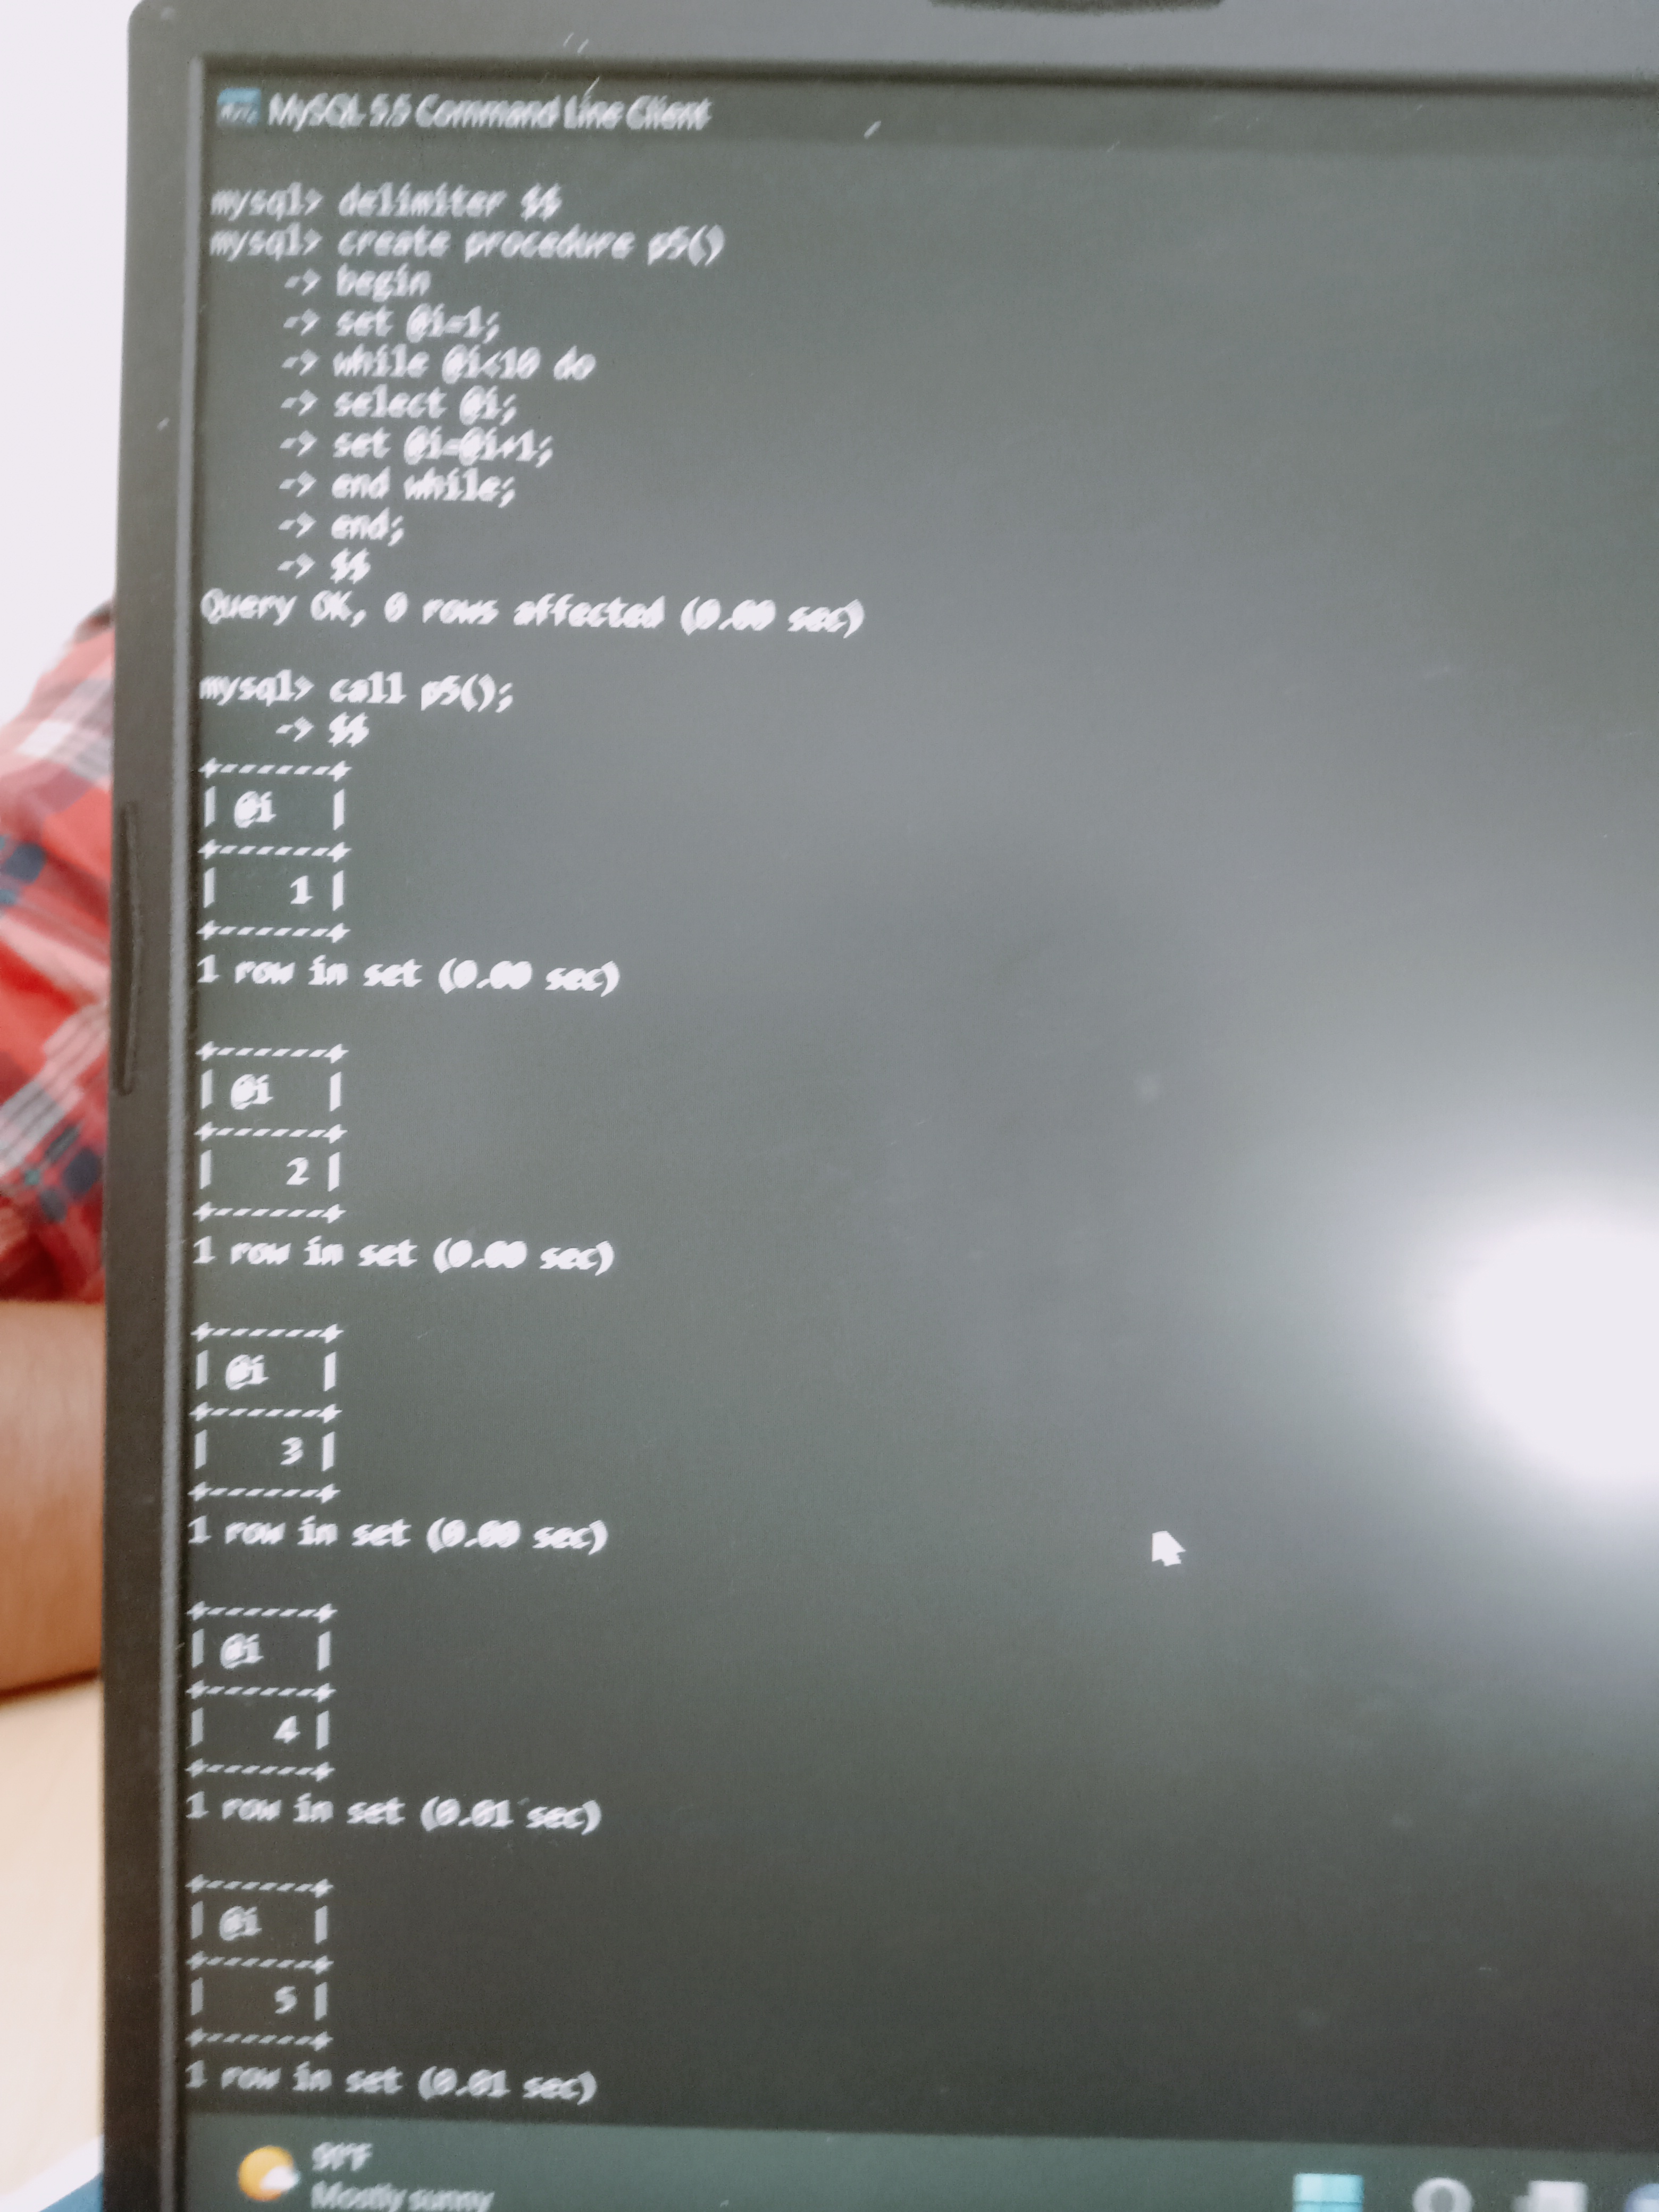 MySQL 5.5 Command Line Client
mysql> delimiter $$
mysql> create procedure p5()
-> begin
-> set @i=1;
-> while @i<10 do
-> select @i;
-> set @i=@i+1;
-> end while;
-> end;
-> $$
Query OK, 0 rows affected (0.00 sec)
mysql> call p5();
-> $$
+------+
| @i   |
+------+
|    1 |
+------+
1 row in set (0.00 sec)
+------+
| @i   |
+------+
|    2 |
+------+
1 row in set (0.00 sec)
+------+
| @i   |
+------+
|    3 |
+------+
1 row in set (0.00 sec)
+------+
| @i   |
+------+
|    4 |
+------+
1 row in set (0.01 sec)
+------+
| @i   |
+------+
|    5 |
+------+
1 row in set (0.01 sec)
Mostly sunny